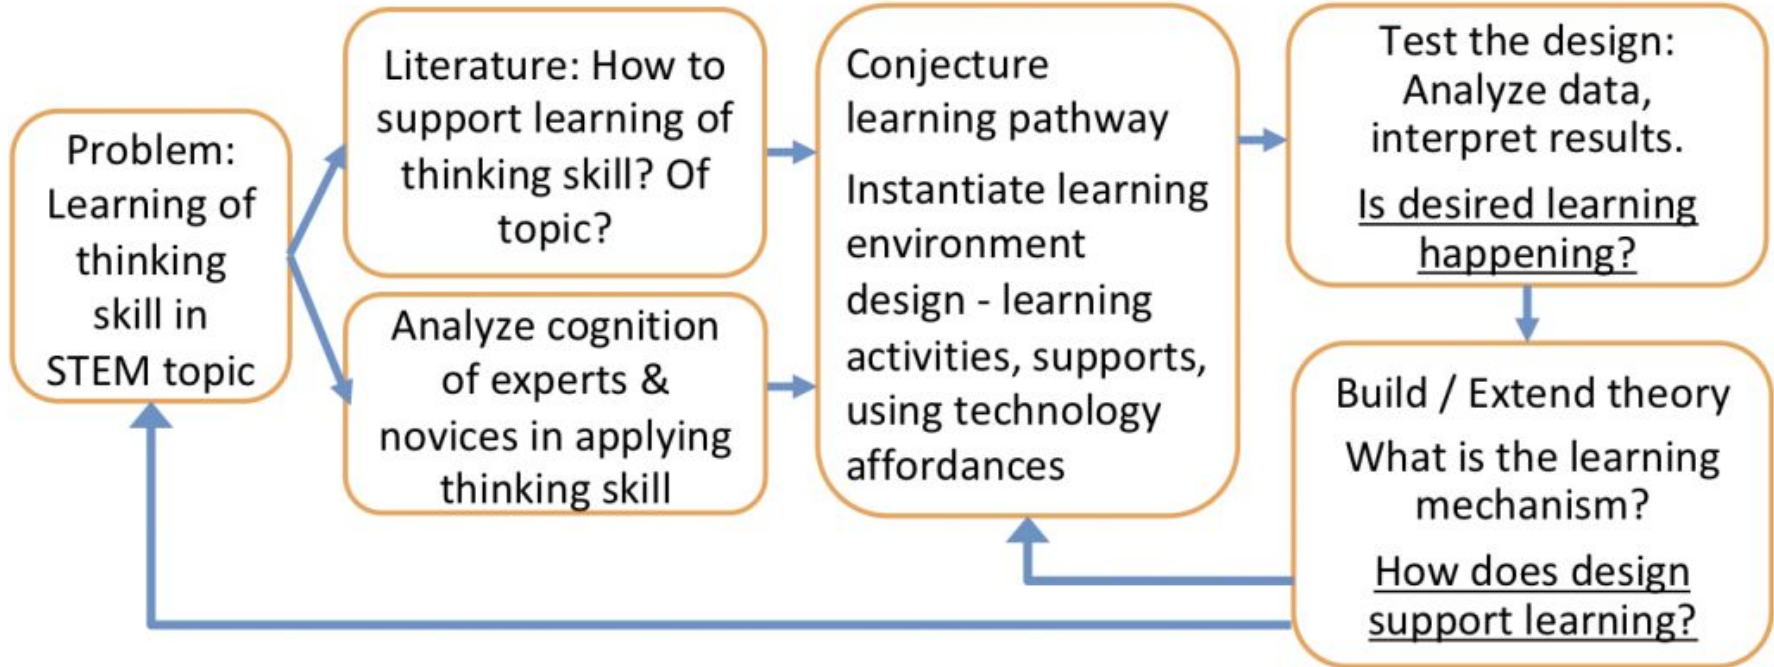 Problem:
Learning of
thinking
skill in
STEM topic
Literature: How to
support learning of
thinking skill? Of
topic?
Analyze cognition
of experts &
novices in applying
thinking skill
Conjecture
learning pathway
Instantiate learning
environment
design - learning
activities, supports,
using technology
affordances
Test the design:
Analyze data,
interpret results.
Is desired learning
happening?
Build / Extend theory
What is the learning
mechanism?
How does design
support learning?